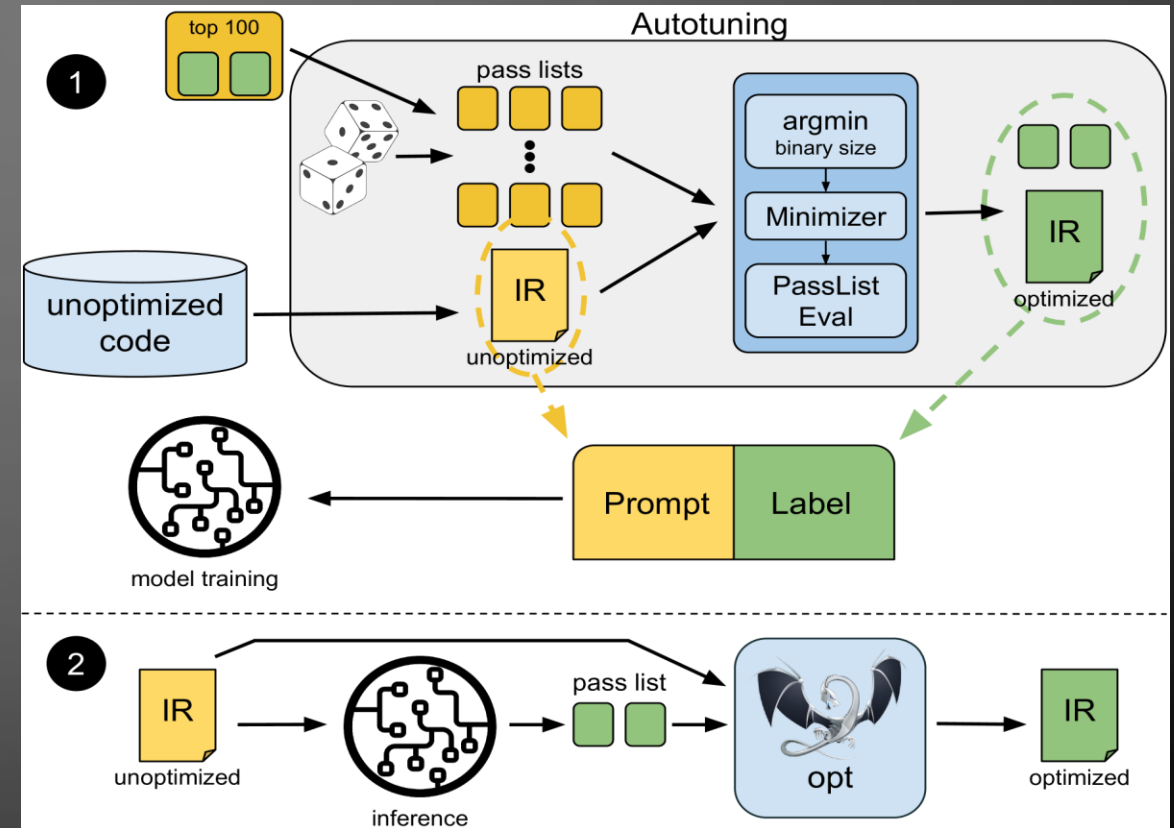 Autotuning
1
top 100
pass lists
argmin
binary size
Minimizer
PassList
Eval
IR
optimized
unoptimized
code
IR
unoptimized
Prompt
Label
model training
2
IR
unoptimized
inference
pass list
opt
IR
optimized